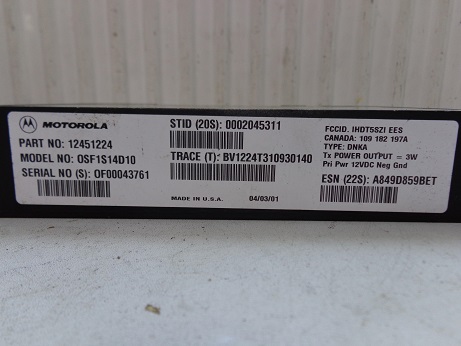 MOTOROLA
PART NO: 12451224
MODEL NO: OSF1S14D10
SERIAL NO (S): OF00043761
STID (20S): 0002045311
TRACE (T): BV1224T310930140
MADE IN U.S.A. 04/03/01
FCCID. IHDT5SZI EES
CANADA: 109 182 197A
TYPE: DNKA
Tx POWER OUTPUT = 3W
Pri Pwr 12VDC Neg Gnd
ESN (22S): A849D859BET